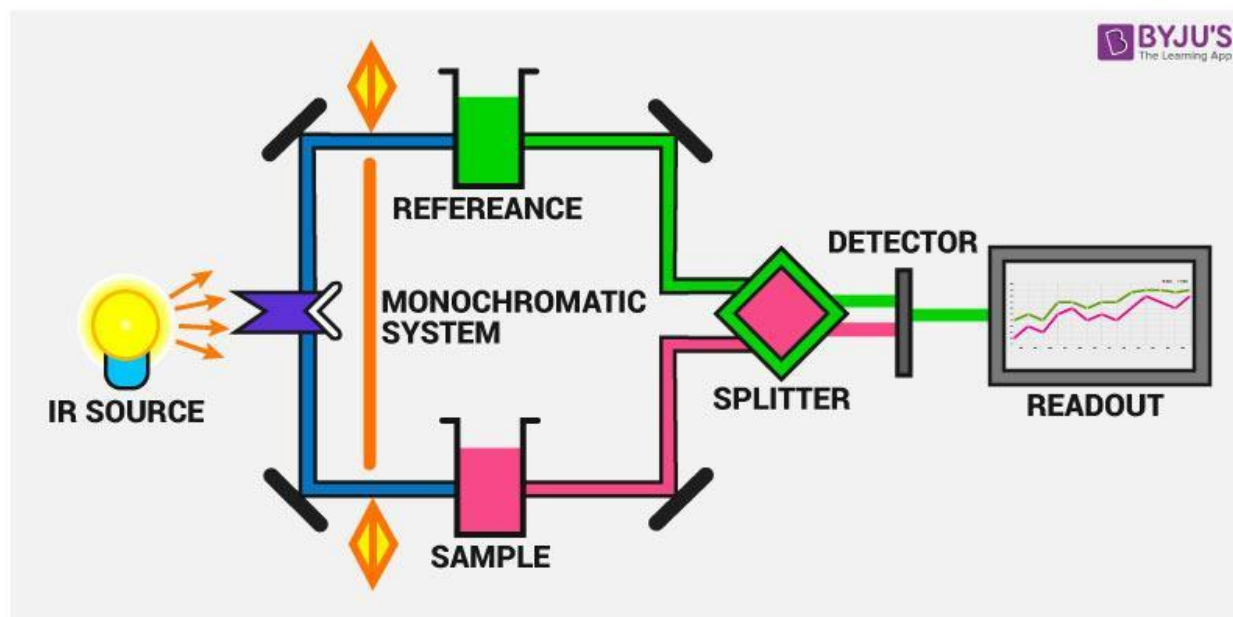 BYJU'S
The Learning App
REFEREANCE
DETECTOR
MONOCHROMATIC
SYSTEM
IR SOURCE
SPLITTER
READOUT
SAMPLE